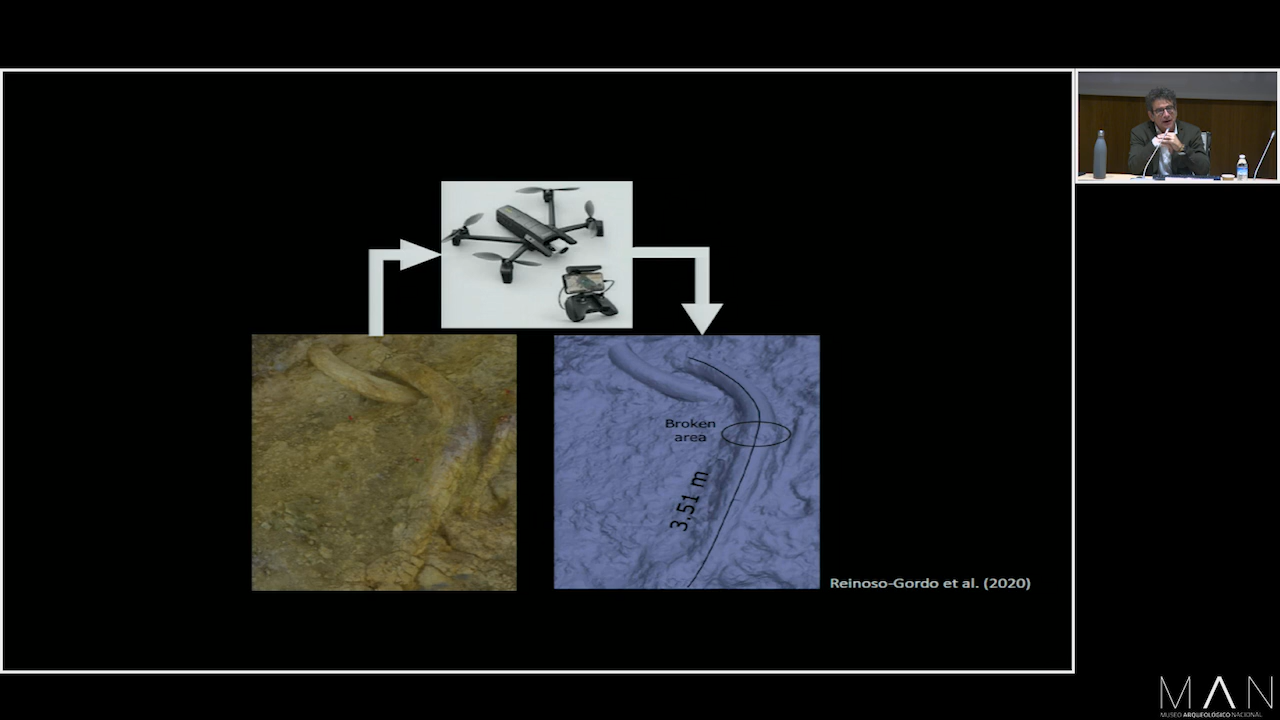 Broken
area
3,51 m
Reinoso-Gordo et al. (2020)
MAN
MUSEO ARQUEOLÓGICO NACIONAL